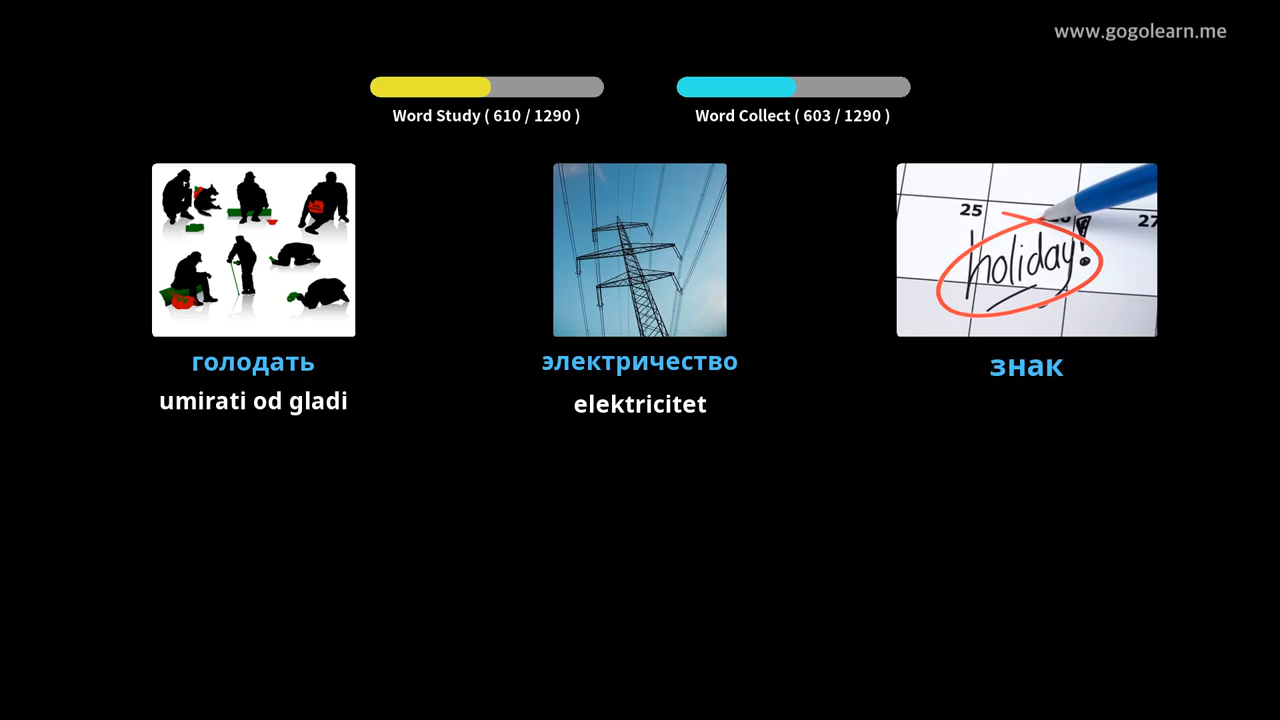 www.gogolearn.me
Word Study ( 610 / 1290 )
Word Collect ( 603 / 1290 )
25
27
holiday!
голодать
электричество
знак
umirati od gladi
elektricitet